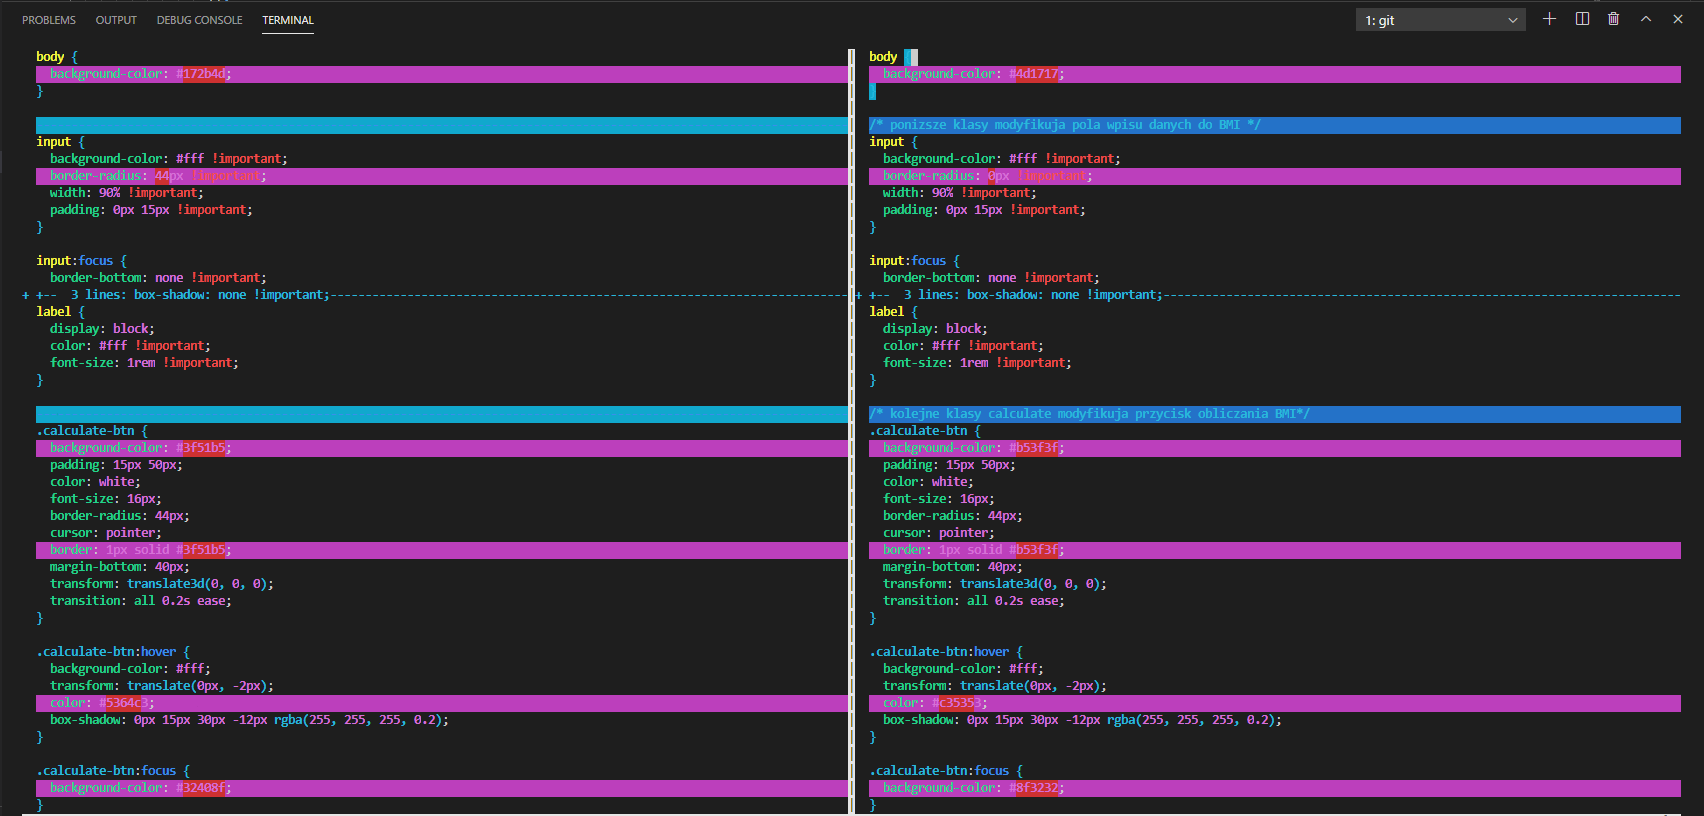 PROBLEMS OUTPUT DEBUG CONSOLE TERMINAL 1: git
body {
  background-color: #172b4d;
}

input {
  background-color: #fff !important;
  border-radius: 44px !important;
  width: 90% !important;
  padding: 0px 15px !important;
}

input:focus {
  border-bottom: none !important;
+ +--  3 lines: box-shadow: none !important;--------------------------------------------------------------------------
label {
  display: block;
  color: #fff !important;
  font-size: 1rem !important;
}

.calculate-btn {
  background-color: #3f51b5;
  padding: 15px 50px;
  color: white;
  font-size: 16px;
  border-radius: 44px;
  cursor: pointer;
  border: 1px solid #3f51b5;
  margin-bottom: 40px;
  transform: translate3d(0, 0, 0);
  transition: all 0.2s ease;
}

.calculate-btn:hover {
  background-color: #fff;
  transform: translate(0px, -2px);
  color: #5364c3;
  box-shadow: 0px 15px 30px -12px rgba(255, 255, 255, 0.2);
}

.calculate-btn:focus {
  background-color: #32408f;
}
body {
  background-color: #4d1717;
}

/* ponizsze klasy modyfikuja pola wpisu danych do BMI */
input {
  background-color: #fff !important;
  border-radius: 0px !important;
  width: 90% !important;
  padding: 0px 15px !important;
}

input:focus {
  border-bottom: none !important;
+ +--  3 lines: box-shadow: none !important;--------------------------------------------------------------------------
label {
  display: block;
  color: #fff !important;
  font-size: 1rem !important;
}

/* kolejne klasy calculate modyfikuja przycisk obliczania BMI*/
.calculate-btn {
  background-color: #b53f3f;
  padding: 15px 50px;
  color: white;
  font-size: 16px;
  border-radius: 44px;
  cursor: pointer;
  border: 1px solid #b53f3f;
  margin-bottom: 40px;
  transform: translate3d(0, 0, 0);
  transition: all 0.2s ease;
}

.calculate-btn:hover {
  background-color: #fff;
  transform: translate(0px, -2px);
  color: #c35353;
  box-shadow: 0px 15px 30px -12px rgba(255, 255, 255, 0.2);
}

.calculate-btn:focus {
  background-color: #8f3232;
}